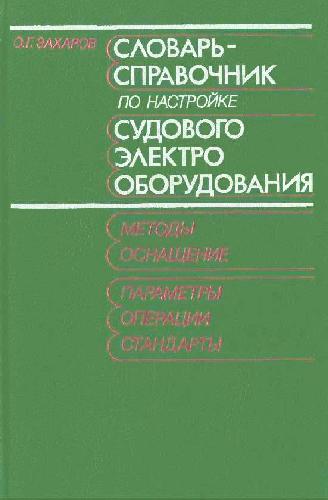 О.Г. ЗАХАРОВ
СЛОВАРЬ-
СПРАВОЧНИК
ПО НАСТРОЙКЕ
СУДОВОГО
ЭЛЕКТРО
ОБОРУДОВАНИЯ
МЕТОДЫ
ОСНАЩЕНИЕ
ПАРАМЕТРЫ
ОПЕРАЦИИ
СТАНДАРТЫ